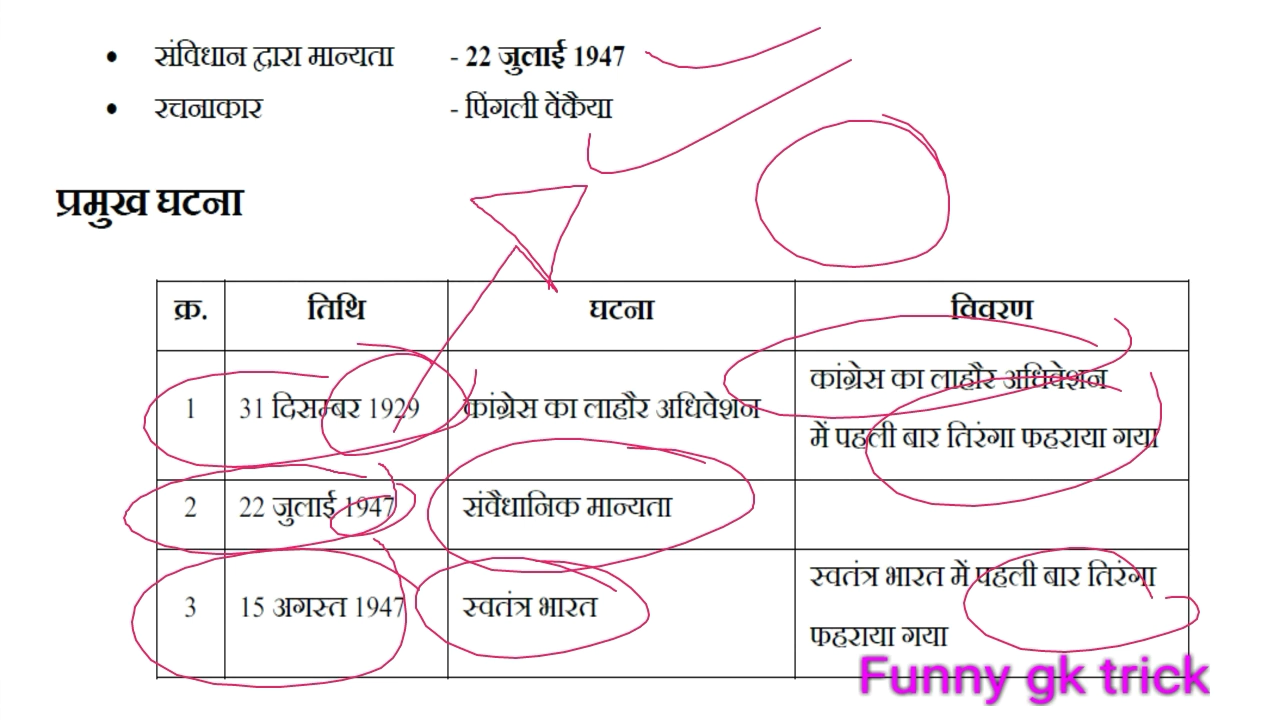 • संविधान द्वारा मान्यता - 22 जुलाई 1947
• रचनाकार - पिंगली वेंकैया
प्रमुख घटना
क्र. तिथि घटना विवरण
1 31 दिसम्बर 1929 कांग्रेस का लाहौर अधिवेशन कांग्रेस का लाहौर अधिवेशन
में पहली बार तिरंगा फहराया गया
2 22 जुलाई 1947 संवैधानिक मान्यता
3 15 अगस्त 1947 स्वतंत्र भारत स्वतंत्र भारत में पहली बार तिरंगा
फहराया गया
Funny gk trick